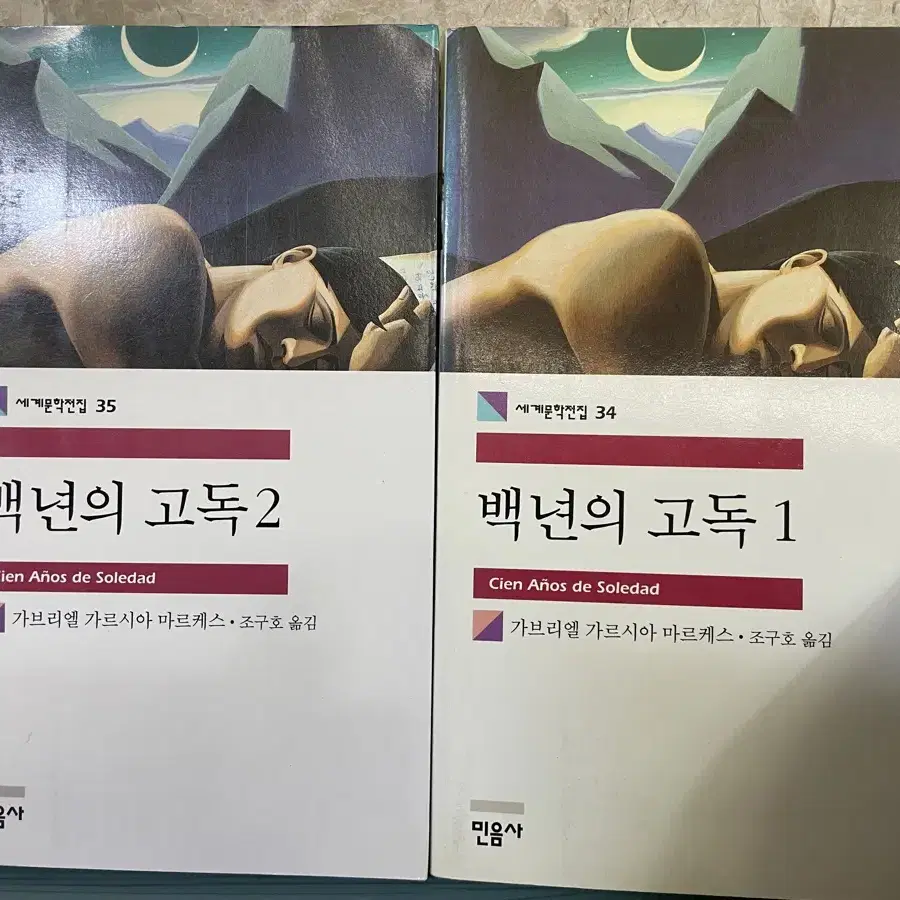 세계문학전집 35
백년의 고독 2
Cien Años de Soledad
가브리엘 가르시아 마르케스 · 조구호 옮김
민음사
세계문학전집 34
백년의 고독 1
Cien Años de Soledad
가브리엘 가르시아 마르케스 · 조구호 옮김
민음사